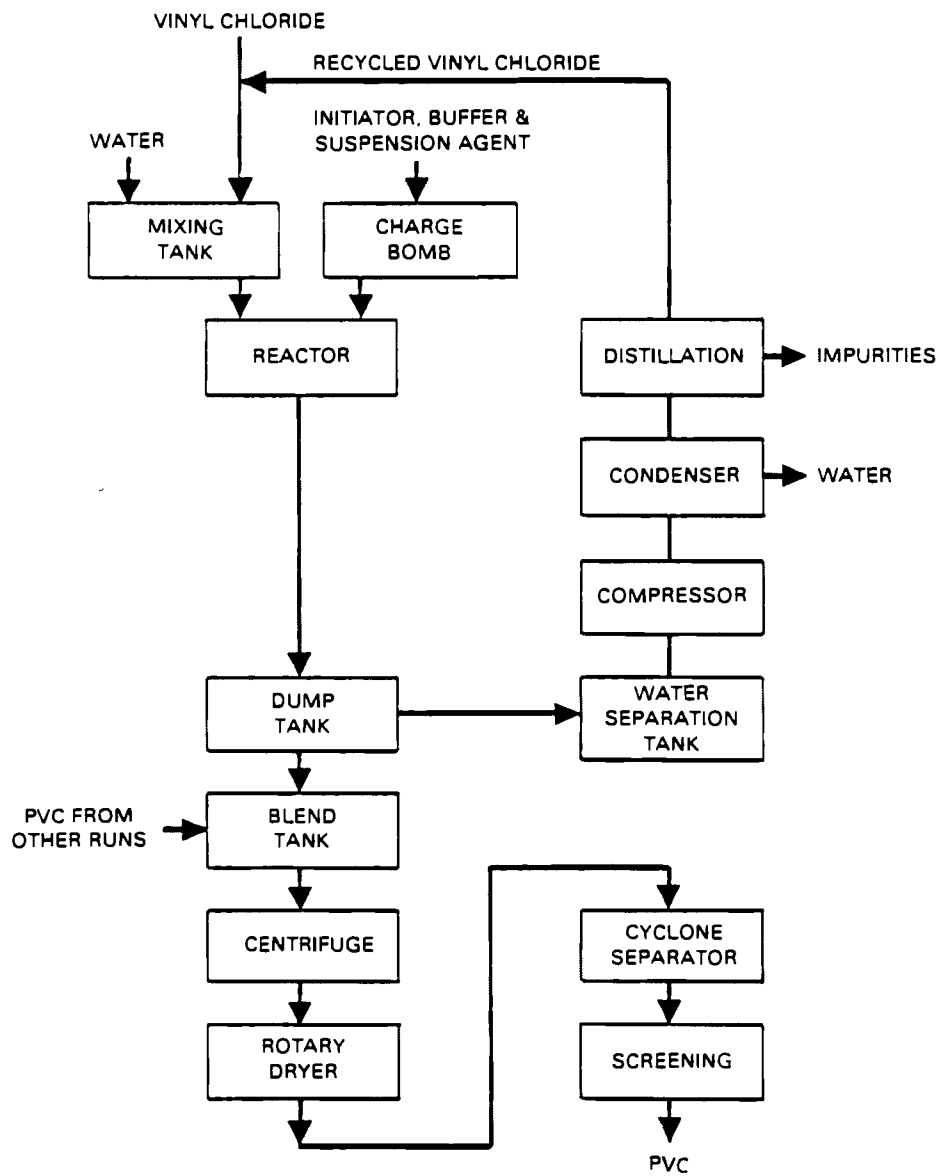 VINYL CHLORIDE
RECYCLED VINYL CHLORIDE
INITIATOR, BUFFER &
SUSPENSION AGENT
WATER
MIXING
TANK
CHARGE
BOMB
REACTOR
DISTILLATION
IMPURITIES
CONDENSER
WATER
COMPRESSOR
DUMP
TANK
WATER
SEPARATION
TANK
PVC FROM
OTHER RUNS
BLEND
TANK
CENTRIFUGE
CYCLONE
SEPARATOR
ROTARY
DRYER
SCREENING
PVC